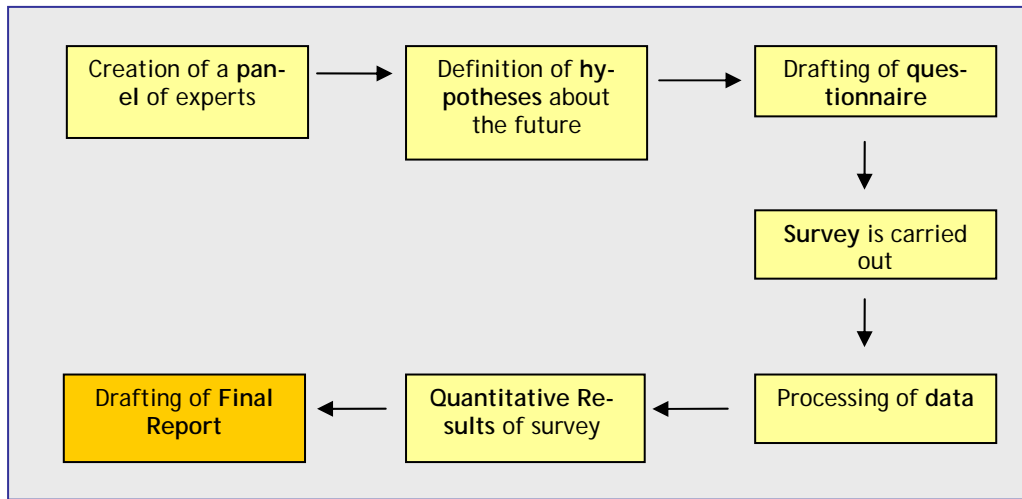 Creation of a pan-
el of experts
Definition of hy-
potheses about
the future
Drafting of ques-
tionnaire
Survey is carried
out
Processing of data
Quantitative Re-
sults of survey
Drafting of Final
Report